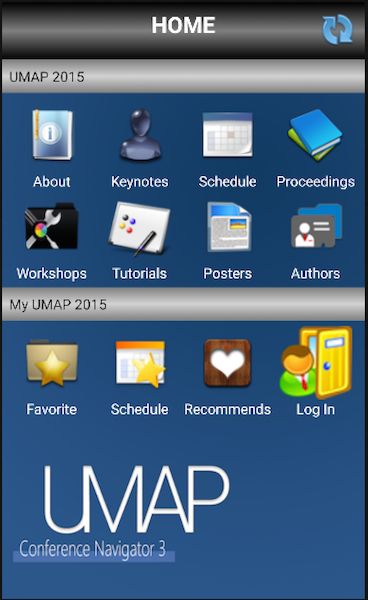 HOME
UMAP 2015
About Keynotes Schedule Proceedings
Workshops Tutorials Posters Authors
My UMAP 2015
Favorite Schedule Recommends Log In
UMAP
Conference Navigator 3